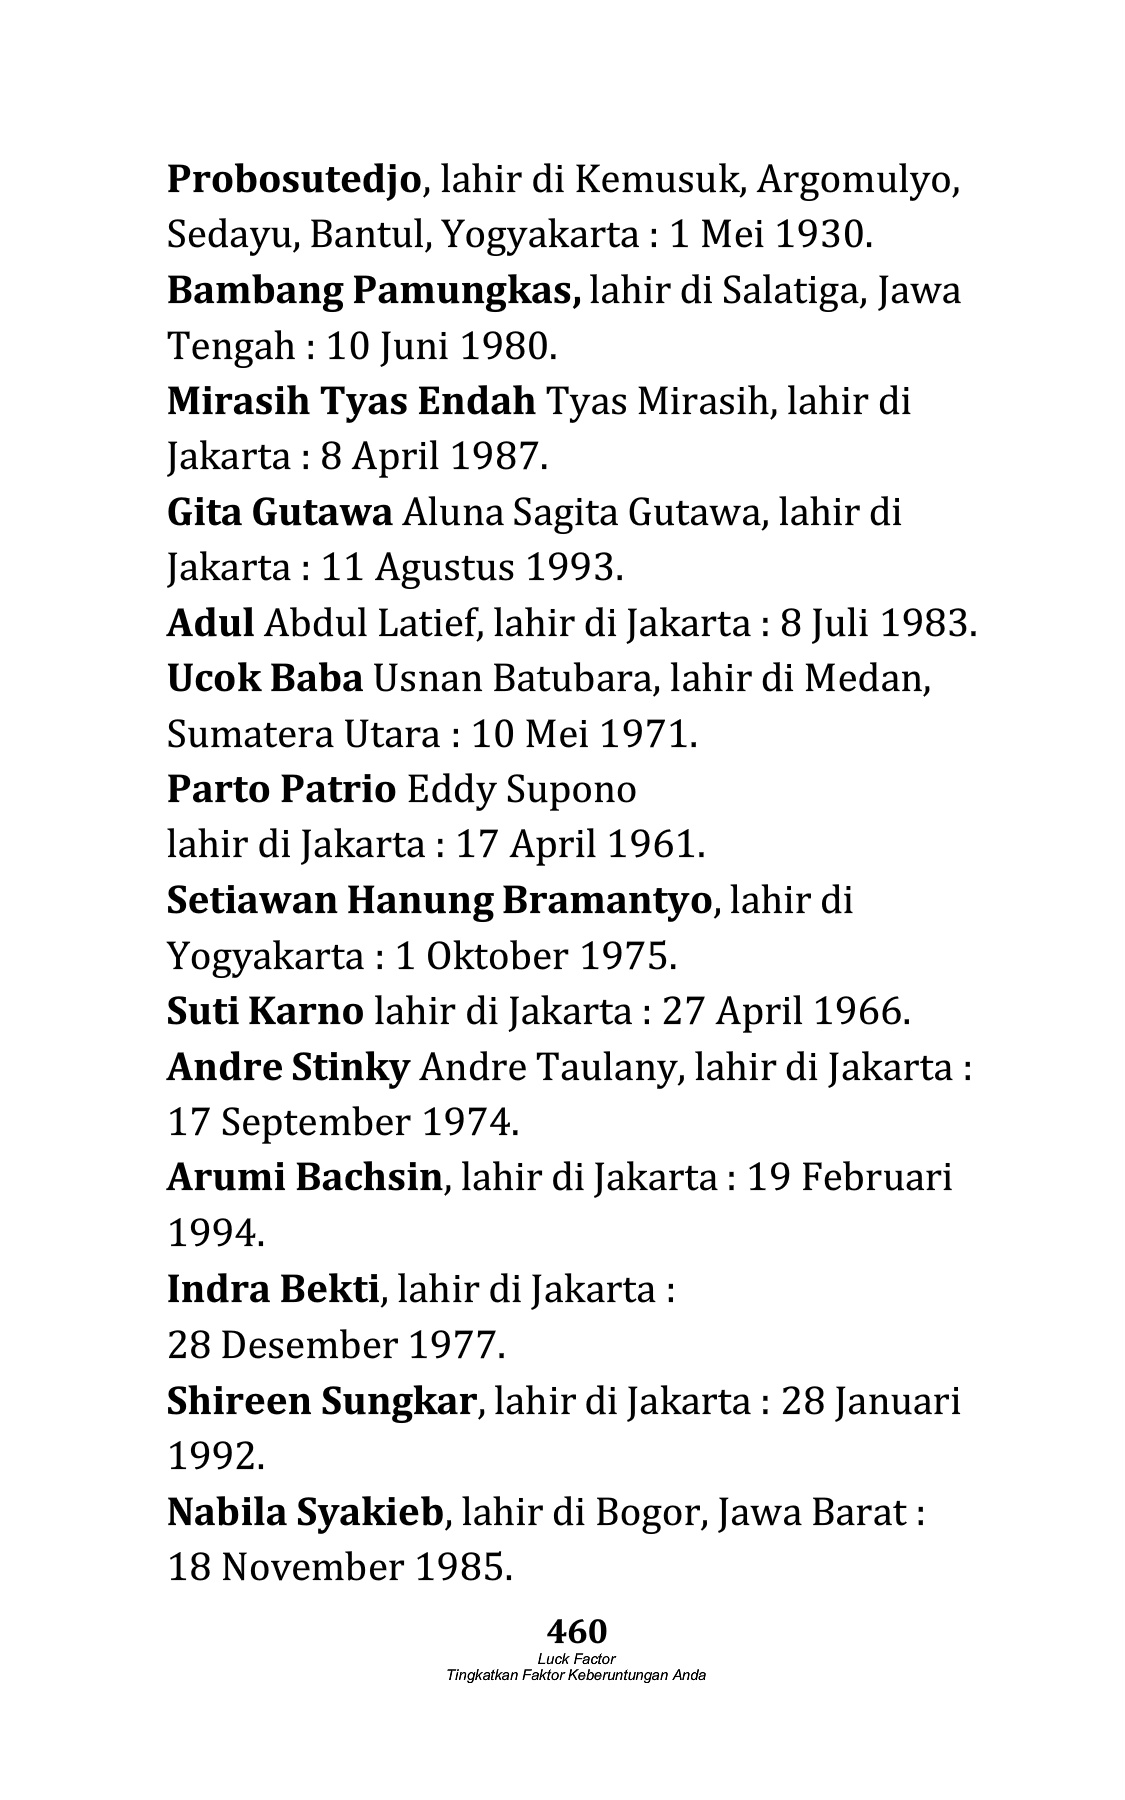 Probosutedjo, lahir di Kemusuk, Argomulyo,
Sedayu, Bantul, Yogyakarta : 1 Mei 1930.
Bambang Pamungkas, lahir di Salatiga, Jawa
Tengah : 10 Juni 1980.
Mirasih Tyas Endah Tyas Mirasih, lahir di
Jakarta : 8 April 1987.
Gita Gutawa Aluna Sagita Gutawa, lahir di
Jakarta : 11 Agustus 1993.
Adul Abdul Latief, lahir di Jakarta : 8 Juli 1983.
Ucok Baba Usnan Batubara, lahir di Medan,
Sumatera Utara : 10 Mei 1971.
Parto Patrio Eddy Supono
lahir di Jakarta : 17 April 1961.
Setiawan Hanung Bramantyo, lahir di
Yogyakarta : 1 Oktober 1975.
Suti Karno lahir di Jakarta : 27 April 1966.
Andre Stinky Andre Taulany, lahir di Jakarta :
17 September 1974.
Arumi Bachsin, lahir di Jakarta : 19 Februari
1994.
Indra Bekti, lahir di Jakarta :
28 Desember 1977.
Shireen Sungkar, lahir di Jakarta : 28 Januari
1992.
Nabila Syakieb, lahir di Bogor, Jawa Barat :
18 November 1985.
460
Luck Factor
Tingkatkan Faktor Keberuntungan Anda